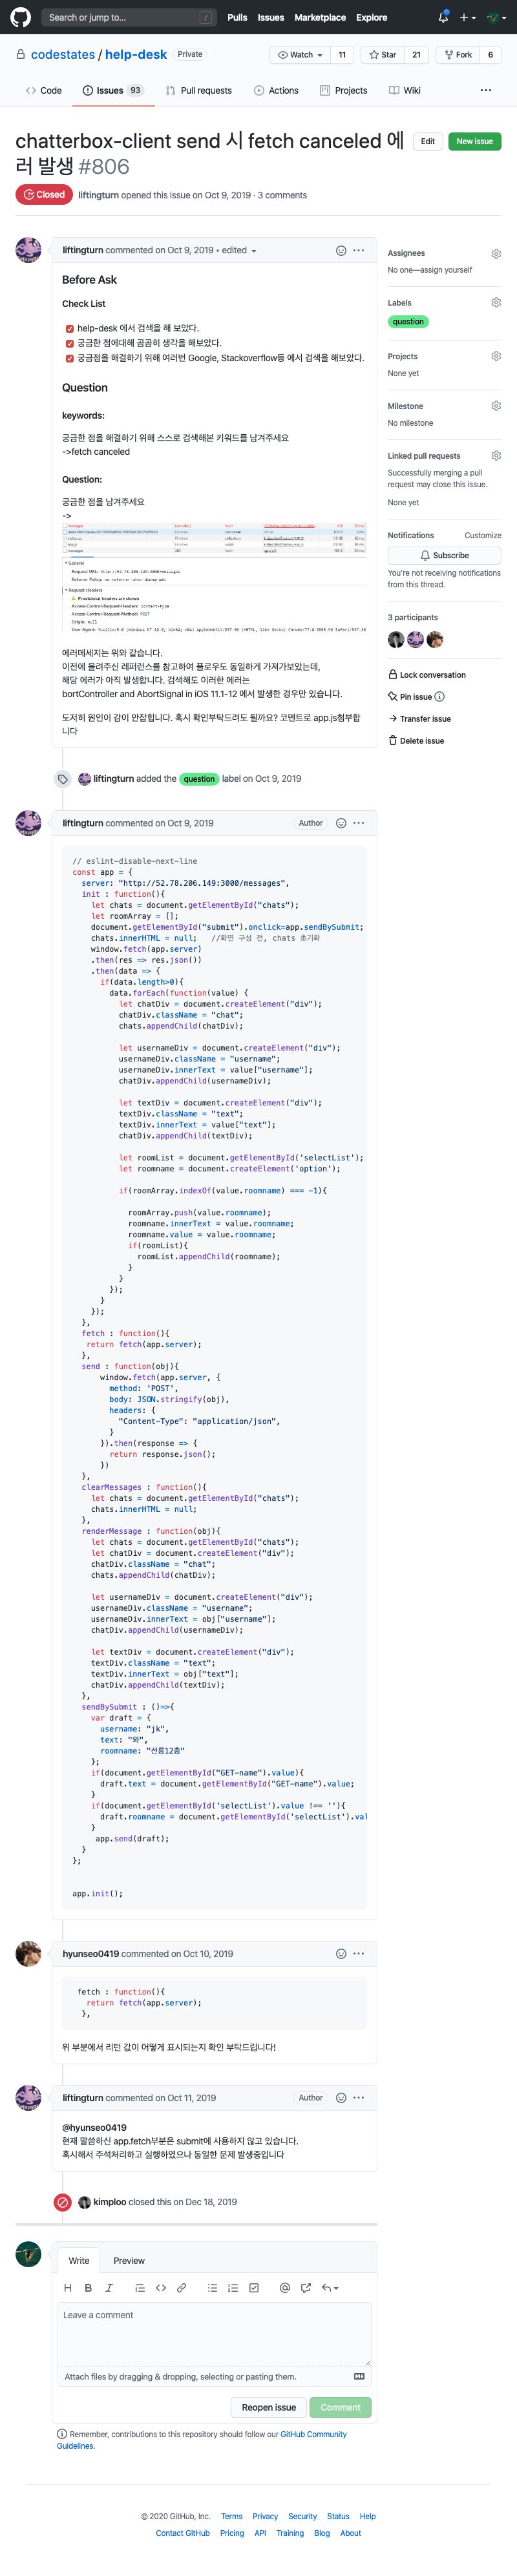 Search or jump to... /
Pulls Issues Marketplace Explore
codestates / help-desk Private
Watch 11 Star 21 Fork 6
Code Issues 93 Pull requests Actions Projects Wiki ...
chatterbox-client send 시 fetch canceled 에
러 발생 #806
Edit New issue
Closed liftingturn opened this issue on Oct 9, 2019 · 3 comments
liftingturn commented on Oct 9, 2019 • edited
Before Ask
Check List
help-desk 에서 검색을 해 보았다.
궁금한 점에대해 곰곰히 생각을 해보았다.
궁금점을 해결하기 위해 여러번 Google, Stackoverflow등 에서 검색을 해보았다.
Question
keywords:
궁금한 점을 해결하기 위해 스스로 검색해본 키워드를 남겨주세요
->fetch canceled
Question:
궁금한 점을 남겨주세요
->
General
Request URL: http://52.78.206.149:3000/messages
Referrer Policy: no-referrer-when-downgrade
Request Headers
Provisional headers are shown
Access-Control-Request-Headers: content-type
Access-Control-Request-Method: POST
Origin: null
에러메세지는 위와 같습니다.
이전에 올려주신 레퍼런스를 참고하여 플로우도 동일하게 가져가보았는데,
해당 에러가 아직 발생합니다. 검색해도 이러한 에러는
bortController and AbortSignal in iOS 11.1-12 에서 발생한 경우만 있습니다.
도저히 원인이 감이 안잡힙니다. 혹시 확인부탁드려도 될까요? 코멘트로 app.js첨부합
니다
Assignees
No one—assign yourself
Labels
question
Projects
None yet
Milestone
No milestone
Linked pull requests
Successfully merging a pull
request may close this issue.
None yet
Notifications Customize
Subscribe
You're not receiving notifications
from this thread.
3 participants
Lock conversation
Pin issue
Transfer issue
Delete issue
liftingturn added the question label on Oct 9, 2019
liftingturn commented on Oct 9, 2019 Author
// eslint-disable-next-line
const app = {
server: "http://52.78.206.149:3000/messages",
init : function(){
let chats = document.getElementById("chats");
let roomArray = [];
document.getElementById("submit").onclick=app.sendBySubmit;
chats.innerHTML = null; //화면 구성 전, chats 초기화
window.fetch(app.server)
.then(res => res.json())
.then(data => {
if(data.length>0){
data.forEach(function(value) {
let chatDiv = document.createElement("div");
chatDiv.className = "chat";
chats.appendChild(chatDiv);
let usernameDiv = document.createElement("div");
usernameDiv.className = "username";
usernameDiv.innerText = value["username"];
chatDiv.appendChild(usernameDiv);
let textDiv = document.createElement("div");
textDiv.className = "text";
textDiv.innerText = value["text"];
chatDiv.appendChild(textDiv);
let roomList = document.getElementById('selectList');
let roomname = document.createElement('option');
if(roomArray.indexOf(value.roomname) === -1){
roomArray.push(value.roomname);
roomname.innerText = value.roomname;
roomname.value = value.roomname;
if(roomList){
roomList.appendChild(roomname);
}
}
});
}
});
},
fetch : function(){
return fetch(app.server);
},
send : function(obj){
window.fetch(app.server, {
method: 'POST',
body: JSON.stringify(obj),
headers: {
"Content-Type": "application/json",
}
}).then(response => {
return response.json();
})
},
clearMessages : function(){
let chats = document.getElementById("chats");
chats.innerHTML = null;
},
renderMessage : function(obj){
let chats = document.getElementById("chats");
let chatDiv = document.createElement("div");
chatDiv.className = "chat";
chats.appendChild(chatDiv);
let usernameDiv = document.createElement("div");
usernameDiv.className = "username";
usernameDiv.innerText = obj["username"];
chatDiv.appendChild(usernameDiv);
let textDiv = document.createElement("div");
textDiv.className = "text";
textDiv.innerText = obj["text"];
chatDiv.appendChild(textDiv);
},
sendBySubmit : ()=>{
var draft = {
username: "jk",
text: "와",
roomname: "선릉12층"
};
if(document.getElementById("GET-name").value){
draft.text = document.getElementById("GET-name").value;
}
if(document.getElementById('selectList').value !== ''){
draft.roomname = document.getElementById('selectList').val
}
app.send(draft);
}
};
app.init();
hyunseo0419 commented on Oct 10, 2019
fetch : function(){
return fetch(app.server);
},
위 부분에서 리턴 값이 어떻게 표시되는지 확인 부탁드립니다!
liftingturn commented on Oct 11, 2019 Author
@hyunseo0419
현재 말씀하신 app.fetch부분은 submit에 사용하지 않고 있습니다.
혹시해서 주석처리하고 실행하였으나 동일한 문제 발생중입니다
kimploo closed this on Dec 18, 2019
Write Preview
Leave a comment
Attach files by dragging & dropping, selecting or pasting them.
Reopen issue Comment
Remember, contributions to this repository should follow our GitHub Community
Guidelines.
© 2020 GitHub, Inc. Terms Privacy Security Status Help
Contact GitHub Pricing API Training Blog About